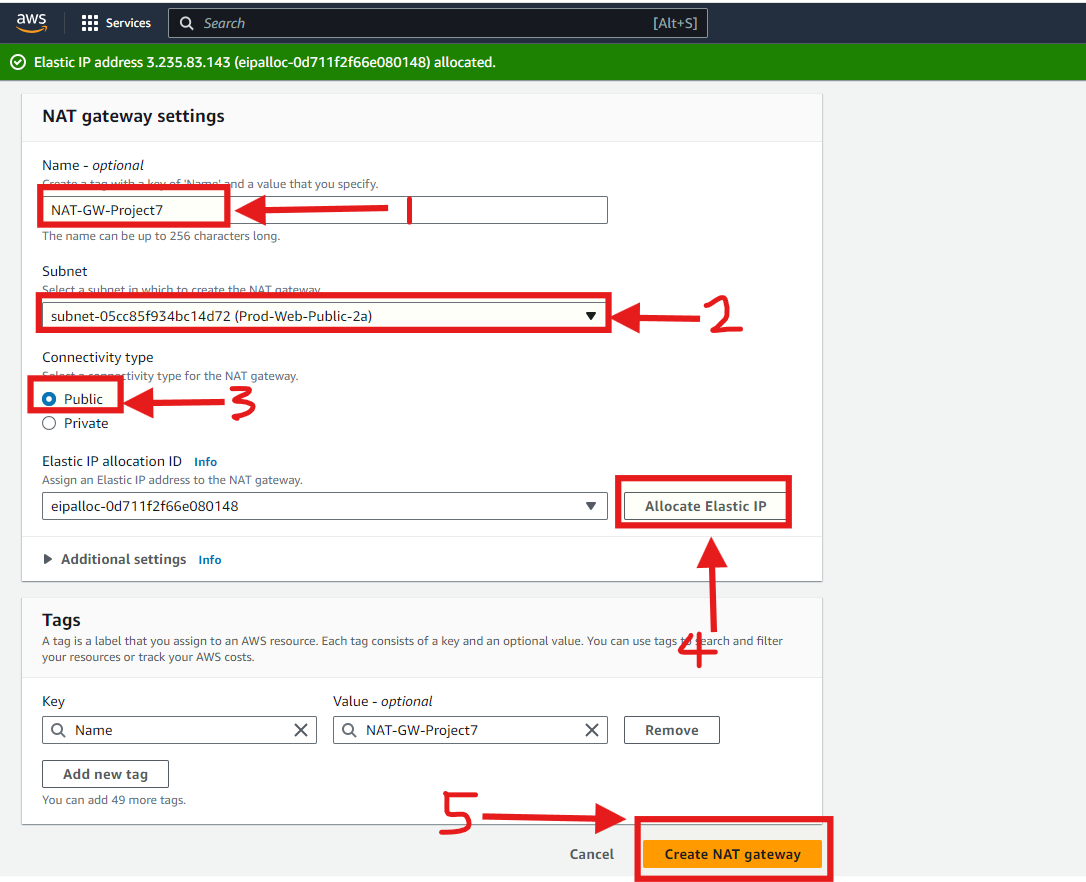 aws Services Search [Alt+S]
Elastic IP address 3.235.83.143 (eipalloc-0d711f2f66e080148) allocated.
NAT gateway settings
Name - optional
Create a tag with a key of 'Name' and a value that you specify.
NAT-GW-Project7
1
The name can be up to 256 characters long.
Subnet
Select a subnet in which to create the NAT gateway.
subnet-05cc85f934bc14d72 (Prod-Web-Public-2a)
2
Connectivity type
Select a connectivity type for the NAT gateway.
Public
3
Private
Elastic IP allocation ID Info
Assign an Elastic IP address to the NAT gateway.
eipalloc-0d711f2f66e080148
Allocate Elastic IP
Additional settings Info
4
Tags
A tag is a label that you assign to an AWS resource. Each tag consists of a key and an optional value. You can use tags to search and filter
your resources or track your AWS costs.
Key Value - optional
Name NAT-GW-Project7 Remove
Add new tag
You can add 49 more tags.
5
Cancel Create NAT gateway